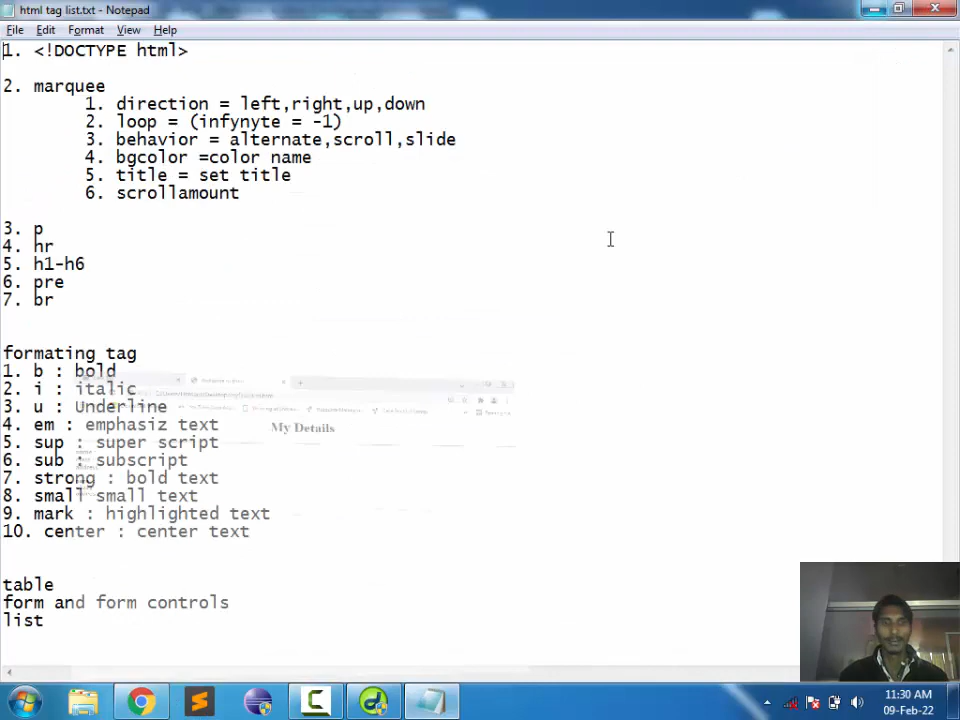 html tag list.txt - Notepad
File Edit Format View Help
1. <!DOCTYPE html>
2. marquee
1. direction = left,right,up,down
2. loop = (infynyte = -1)
3. behavior = alternate,scroll,slide
4. bgcolor =color name
5. title = set title
6. scrollamount
3. p
4. hr
5. h1-h6
6. pre
7. br
formating tag
1. b : bold
2. i : italic
3. u : Underline
4. em : emphasiz text
My Details
5. sup : super script
6. sub : subscript
7. strong : bold text
8. small small text
9. mark : highlighted text
10. center : center text
table
form and form controls
list
11:30 AM
09-Feb-22